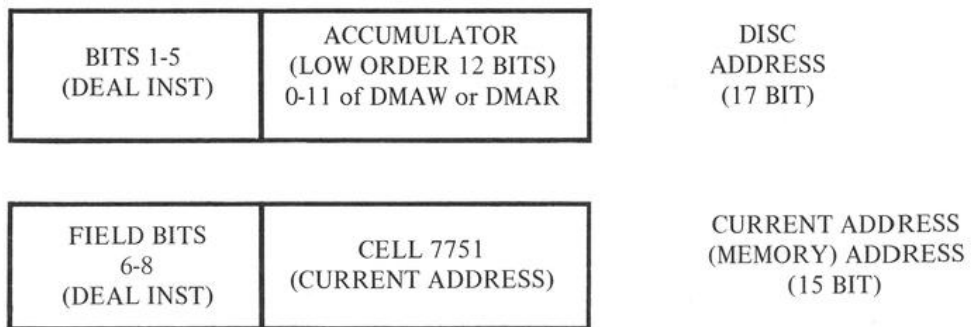 BITS 1-5
(DEAL INST)
ACCUMULATOR
(LOW ORDER 12 BITS)
0-11 of DMAW or DMAR
DISC
ADDRESS
(17 BIT)
FIELD BITS
6-8
(DEAL INST)
CELL 7751
(CURRENT ADDRESS)
CURRENT ADDRESS
(MEMORY) ADDRESS
(15 BIT)